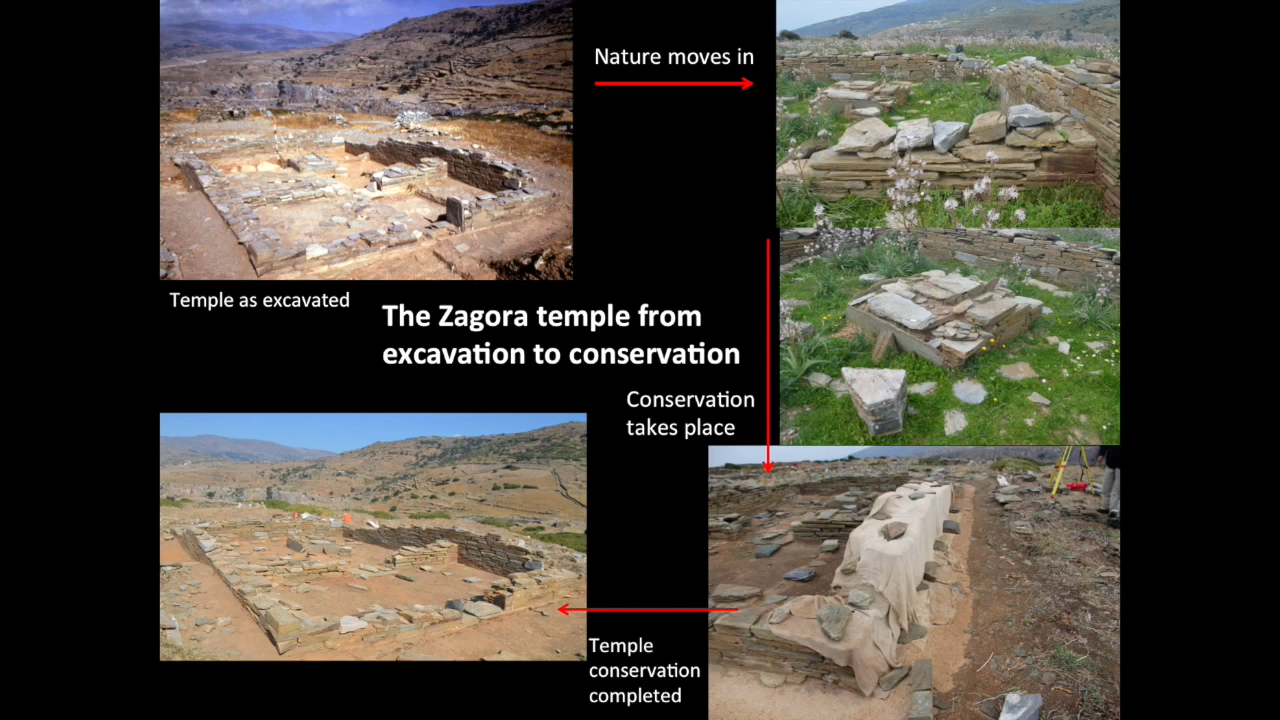 Nature moves in
Temple as excavated
The Zagora temple from
excavation to conservation
Conservation
takes place
Temple
conservation
completed